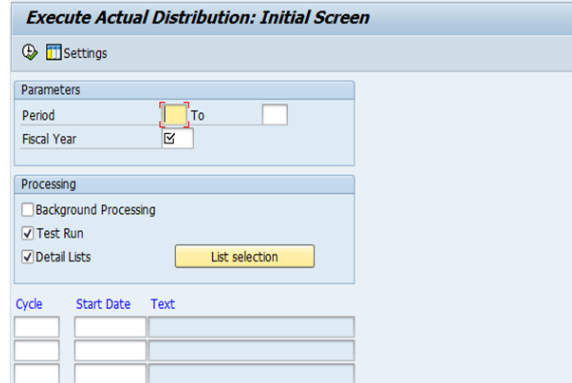 Execute Actual Distribution: Initial Screen
Settings
Parameters
Period To
Fiscal Year
Processing
Background Processing
Test Run
Detail Lists List selection
Cycle Start Date Text